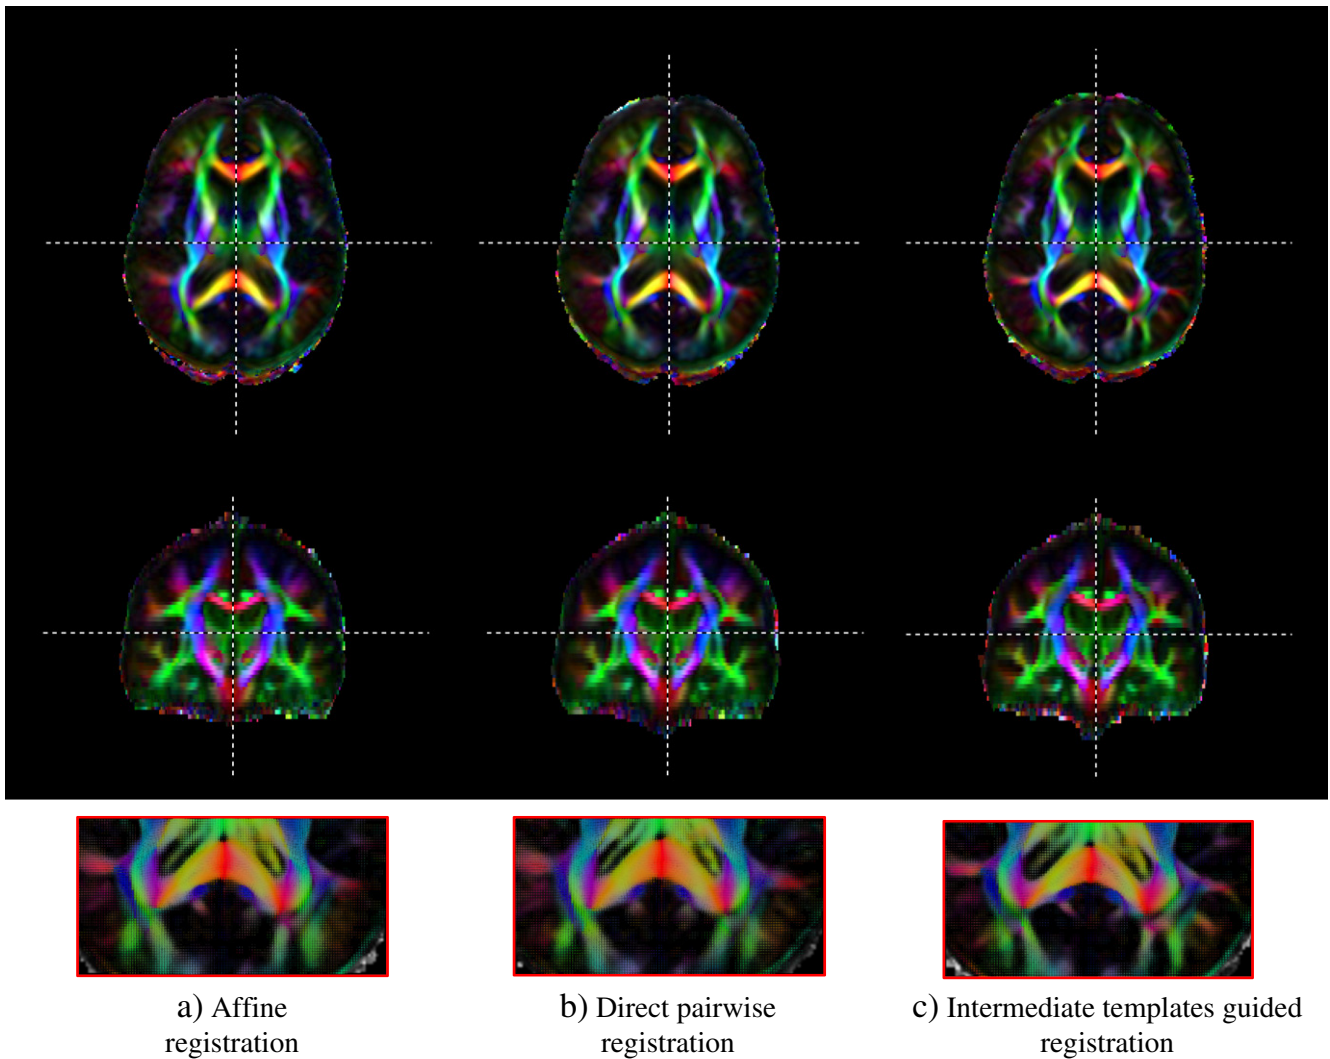 a) Affine
registration
b) Direct pairwise
registration
c) Intermediate templates guided
registration